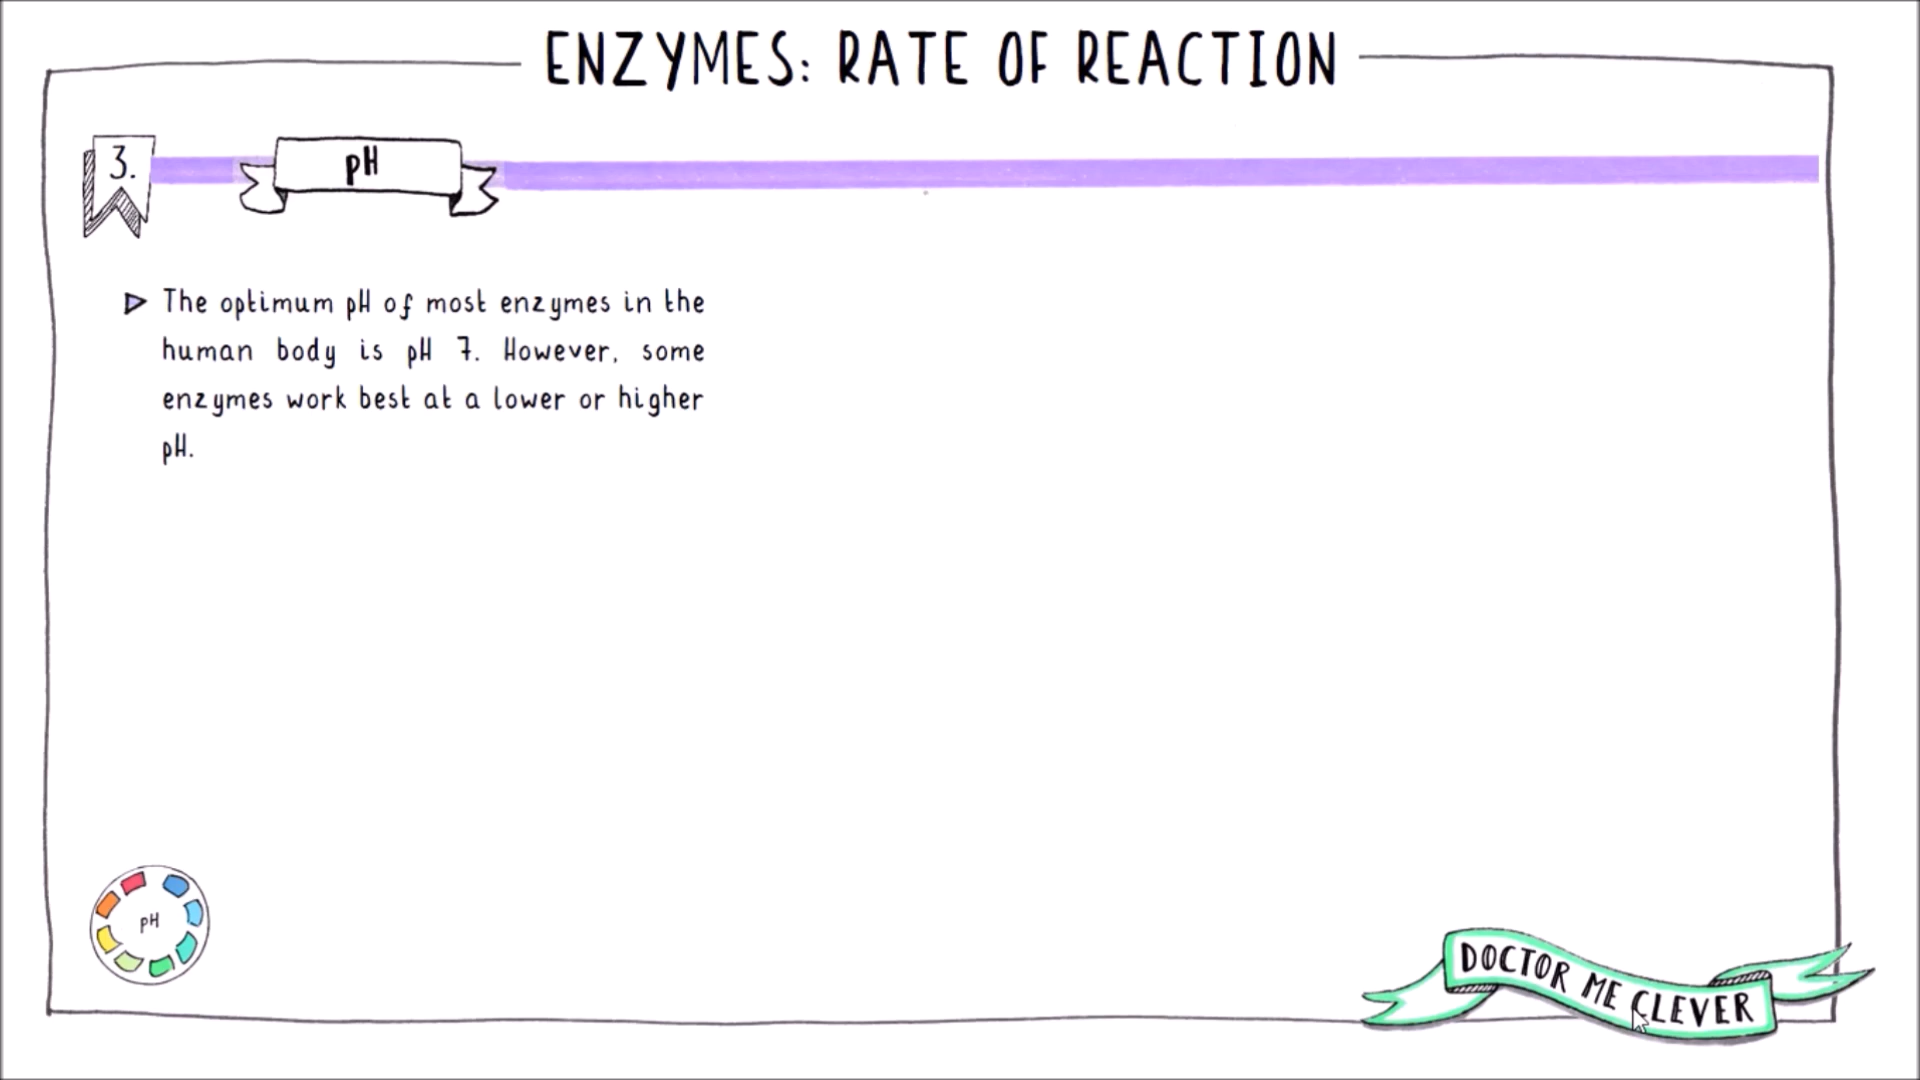 ENZYMES: RATE OF REACTION
3.
pH
The optimum pH of most enzymes in the
human body is pH 7. However, some
enzymes work best at a lower or higher
pH.
pH
DOCTOR ME CLEVER